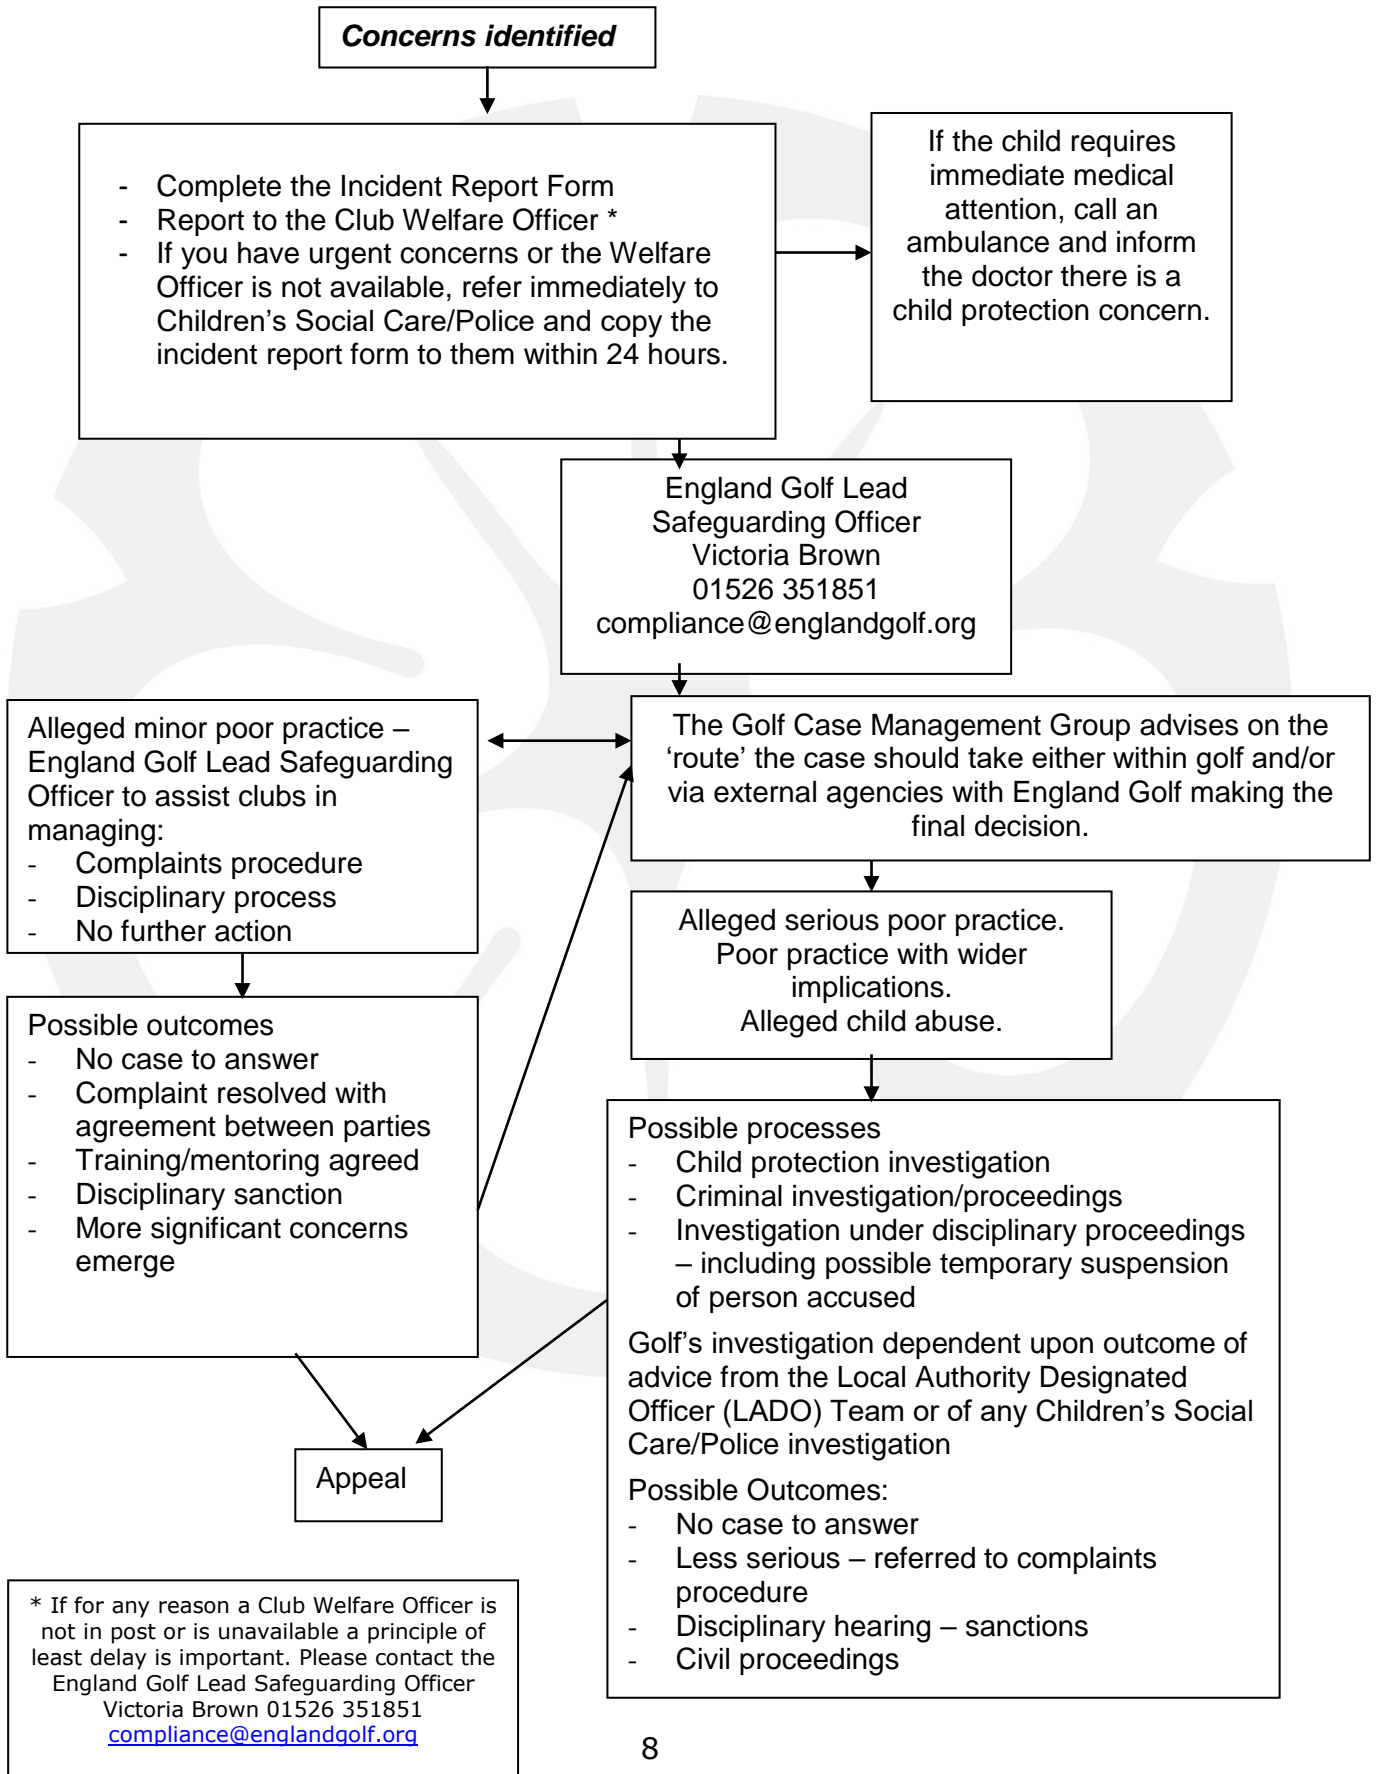 Concerns identified
- Complete the Incident Report Form
- Report to the Club Welfare Officer *
- If you have urgent concerns or the Welfare
Officer is not available, refer immediately to
Children’s Social Care/Police and copy the
incident report form to them within 24 hours.
If the child requires
immediate medical
attention, call an
ambulance and inform
the doctor there is a
child protection concern.
England Golf Lead
Safeguarding Officer
Victoria Brown
01526 351851
compliance@englandgolf.org
Alleged minor poor practice –
England Golf Lead Safeguarding
Officer to assist clubs in
managing:
- Complaints procedure
- Disciplinary process
- No further action
The Golf Case Management Group advises on the
‘route’ the case should take either within golf and/or
via external agencies with England Golf making the
final decision.
Alleged serious poor practice.
Poor practice with wider
implications.
Alleged child abuse.
Possible outcomes
- No case to answer
- Complaint resolved with
agreement between parties
- Training/mentoring agreed
- Disciplinary sanction
- More significant concerns
emerge
Possible processes
- Child protection investigation
- Criminal investigation/proceedings
- Investigation under disciplinary proceedings
– including possible temporary suspension
of person accused
Golf’s investigation dependent upon outcome of
advice from the Local Authority Designated
Officer (LADO) Team or of any Children’s Social
Care/Police investigation
Possible Outcomes:
- No case to answer
- Less serious – referred to complaints
procedure
- Disciplinary hearing – sanctions
- Civil proceedings
Appeal
* If for any reason a Club Welfare Officer is
not in post or is unavailable a principle of
least delay is important. Please contact the
England Golf Lead Safeguarding Officer
Victoria Brown 01526 351851
compliance@englandgolf.org
8